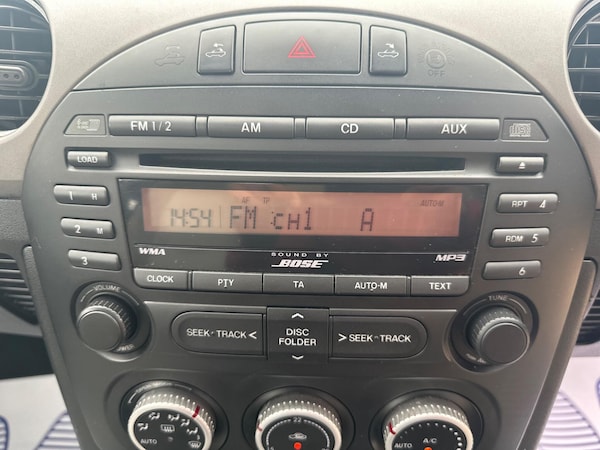 OFF
FM 1/2 AM CD AUX
LOAD
1 H
2 M
3
RPT 4
RDM 5
6
AF TP AUTO-M
14:54 FM CH1 A
WMA SOUND BY BOSE MP3
CLOCK PTY TA AUTO-M TEXT
VOLUME
POWER
SEEK TRACK < DISC FOLDER > SEEK TRACK
TUNE
AUTO 22 A/C